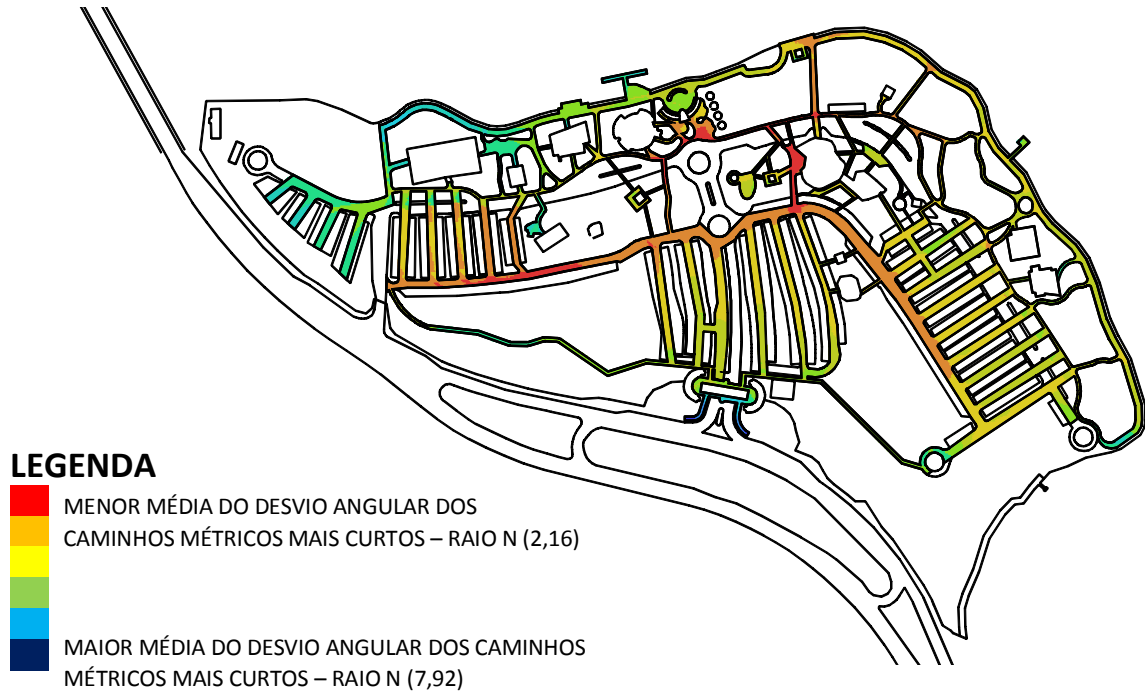 LEGENDA
MENOR MÉDIA DO DESVIO ANGULAR DOS
CAMINHOS MÉTRICOS MAIS CURTOS – RAIO N (2,16)
MAIOR MÉDIA DO DESVIO ANGULAR DOS CAMINHOS
MÉTRICOS MAIS CURTOS – RAIO N (7,92)